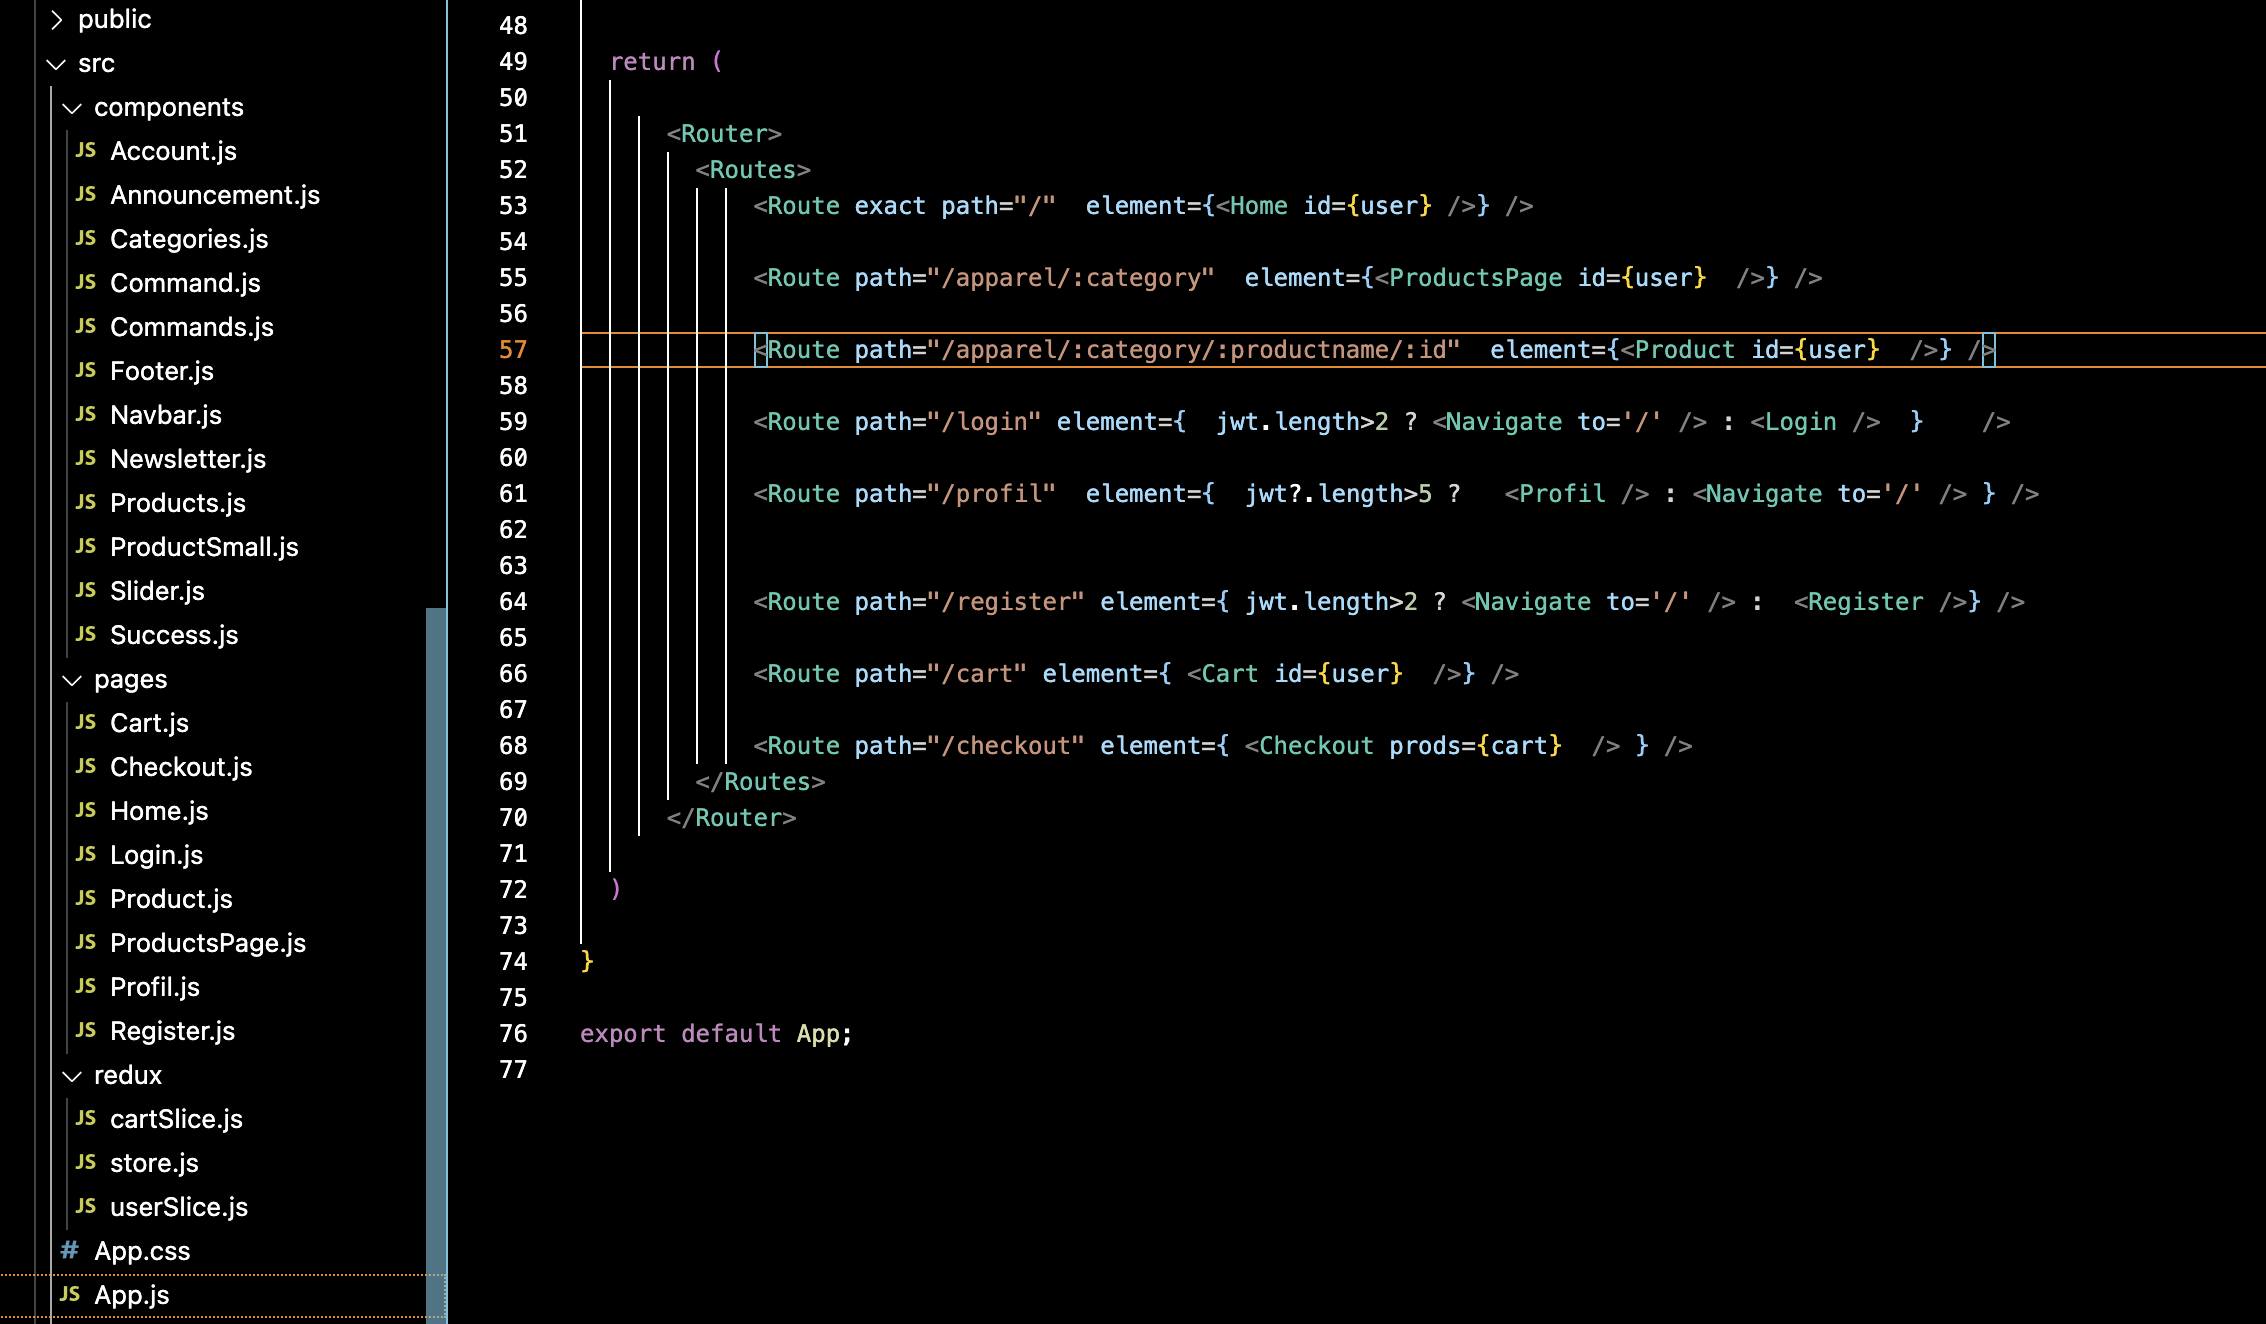 public
src
components
JS Account.js
JS Announcement.js
JS Categories.js
JS Command.js
JS Commands.js
JS Footer.js
JS Navbar.js
JS Newsletter.js
JS Products.js
JS ProductSmall.js
JS Slider.js
JS Success.js
pages
JS Cart.js
JS Checkout.js
JS Home.js
JS Login.js
JS Product.js
JS ProductsPage.js
JS Profil.js
JS Register.js
redux
JS cartSlice.js
JS store.js
JS userSlice.js
# App.css
JS App.js
48
49 return (
50
51 <Router>
52 <Routes>
53 <Route exact path="/"  element={<Home id={user} />} />
54
55 <Route path="/apparel/:category"  element={<ProductsPage id={user}  />} />
56
57 <Route path="/apparel/:category/:productname/:id"  element={<Product id={user}  />} />
58
59 <Route path="/login" element={  jwt.length>2 ? <Navigate to='/' /> : <Login />  }    />
60
61 <Route path="/profil"  element={  jwt?.length>5 ?   <Profil /> : <Navigate to='/' /> } />
62
63
64 <Route path="/register" element={ jwt.length>2 ? <Navigate to='/' /> :  <Register />} />
65
66 <Route path="/cart" element={ <Cart id={user}  />} />
67
68 <Route path="/checkout" element={ <Checkout prods={cart}  /> } />
69 </Routes>
70 </Router>
71
72 )
73
74 }
75
76 export default App;
77